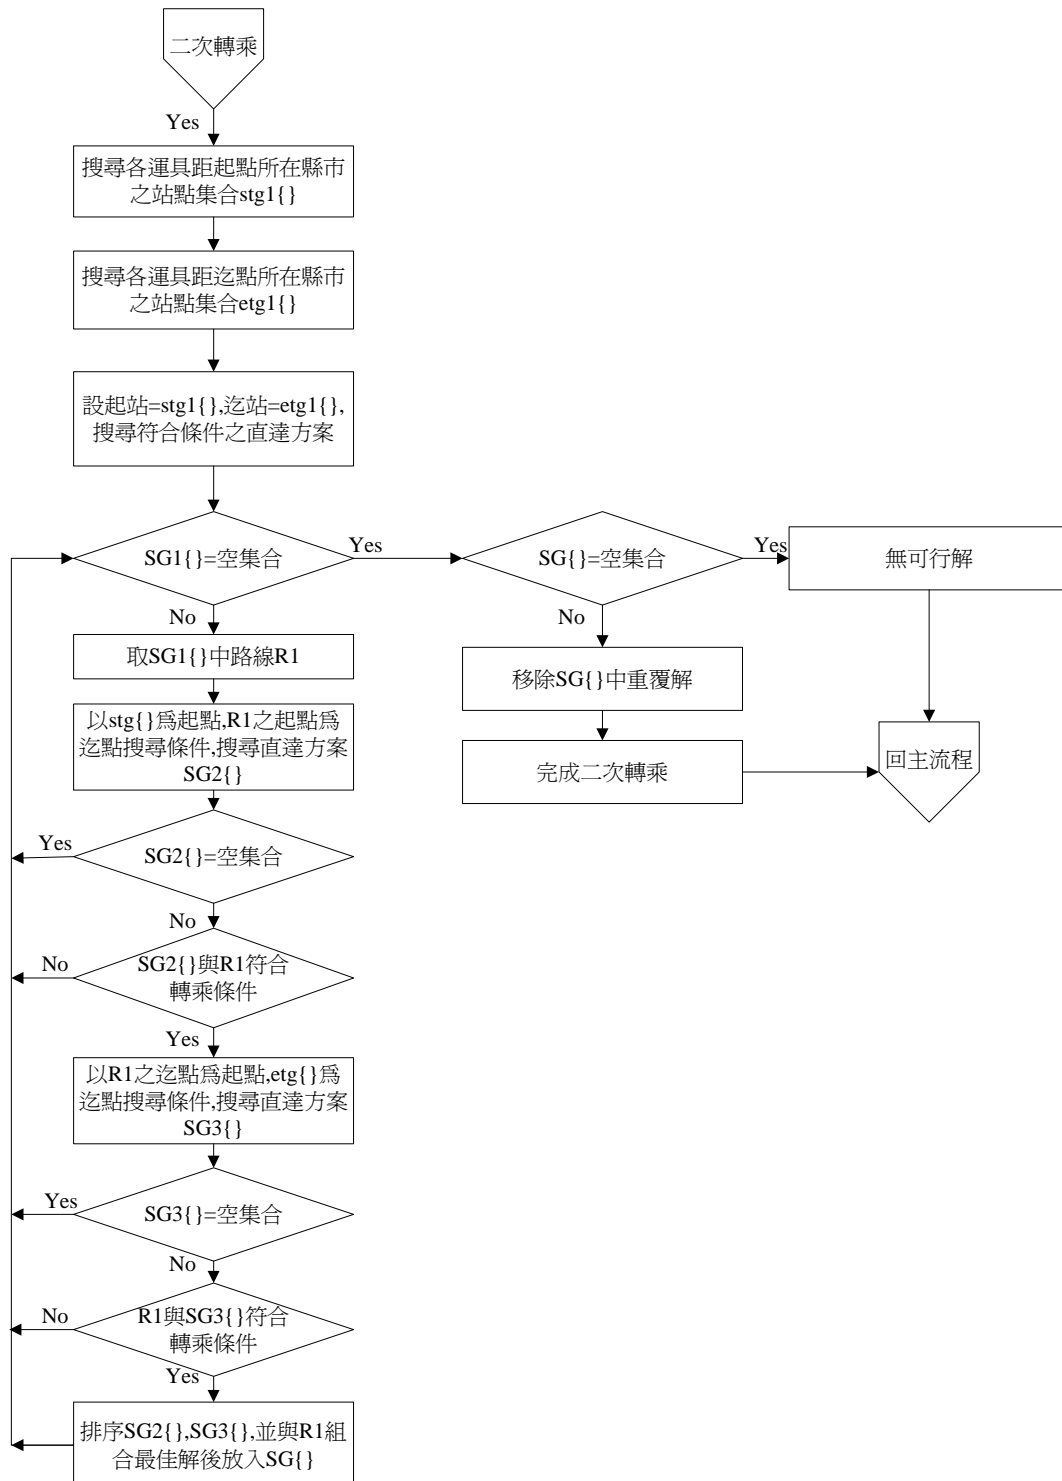 二次轉乘
Yes
搜尋各運具距起點所在縣市
之站點集合stg1{}
搜尋各運具距迄點所在縣市
之站點集合etg1{}
設起站=stg1{},迄站=etg1{},
搜尋符合條件之直達方案
SG1{}=空集合
Yes
SG{}=空集合
Yes
無可行解
No
No
取SG1{}中路線R1
移除SG{}中重覆解
以stg{}爲起點,R1之起點爲
迄點搜尋條件,搜尋直達方案
SG2{}
完成二次轉乘
回主流程
Yes
SG2{}=空集合
No
No
SG2{}與R1符合
轉乘條件
Yes
以R1之迄點爲起點,etg{}爲
迄點搜尋條件,搜尋直達方案
SG3{}
Yes
SG3{}=空集合
No
No
R1與SG3{}符合
轉乘條件
Yes
排序SG2{},SG3{},並與R1組
合最佳解後放入SG{}